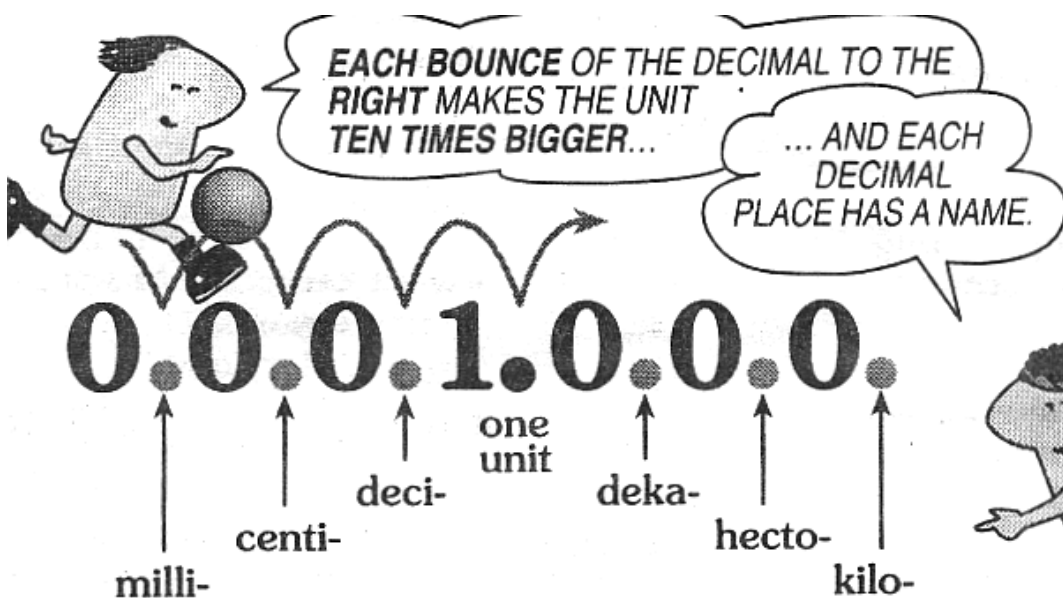 EACH BOUNCE OF THE DECIMAL TO THE
RIGHT MAKES THE UNIT
TEN TIMES BIGGER...
... AND EACH
DECIMAL
PLACE HAS A NAME.
0.0.0.1.0.0.0.
one
unit
deci-
deka-
centi-
hecto-
milli-
kilo-